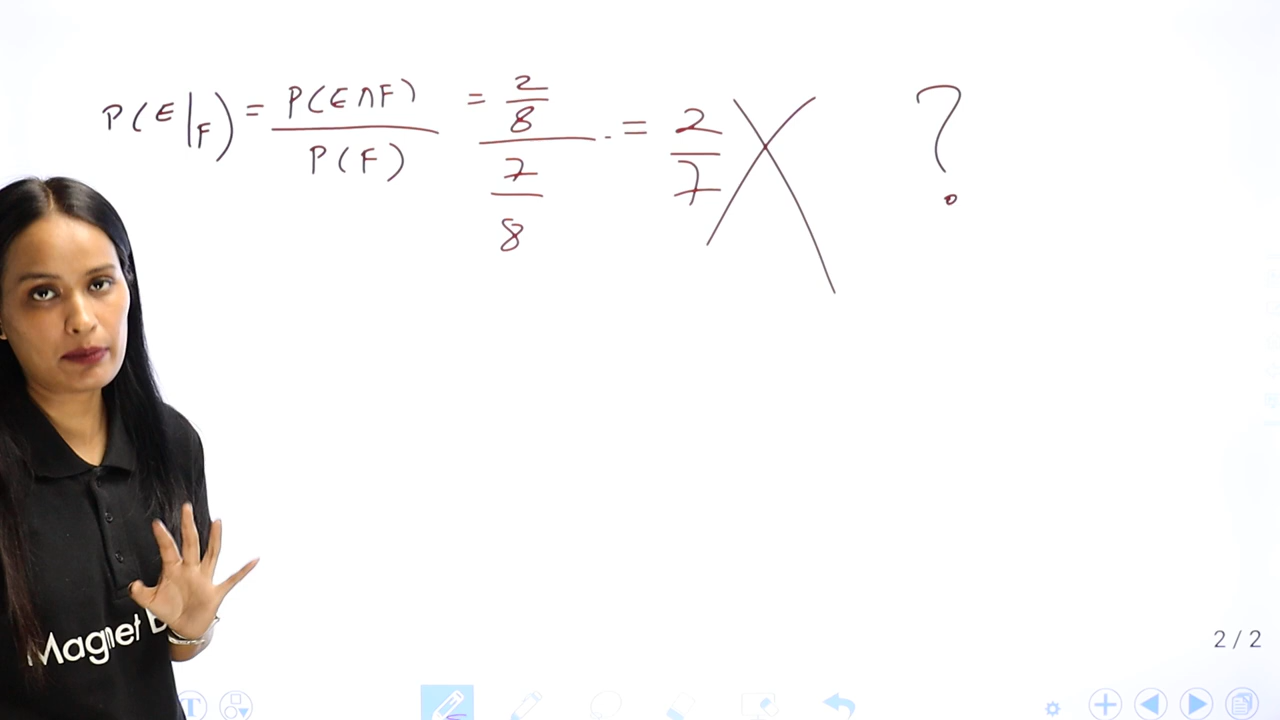 P(E|F) = P(E∩F) / P(F) = 2/8 / 7/8 . = 2/7 X ?
Magnet B
2 / 2
T